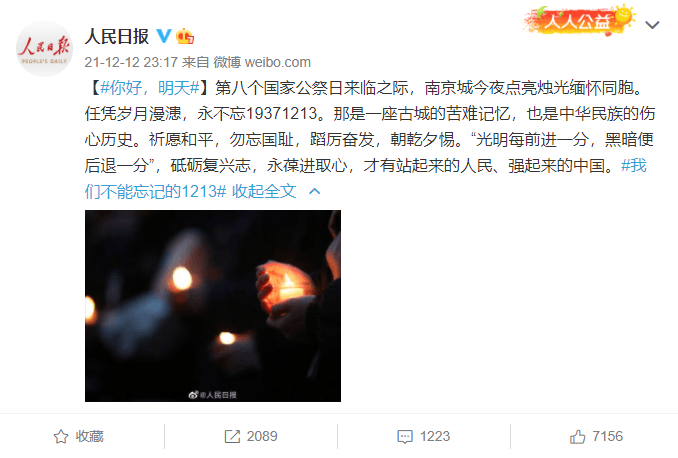 人民日报
PEOPLE'S DAILY
人民日报
人人公益
21-12-12 23:17 来自 微博 weibo.com
【#你好，明天#】第八个国家公祭日来临之际，南京城今夜点亮烛光缅怀同胞。
任凭岁月漫漶，永不忘19371213。那是一座古城的苦难记忆，也是中华民族的伤
心历史。祈愿和平，勿忘国耻，蹈厉奋发，朝乾夕惕。“光明每前进一分，黑暗便
后退一分”，砥砺复兴志，永葆进取心，才有站起来的人民、强起来的中国。#我
们不能忘记的1213# 收起全文
@人民日报
收藏 2089 1223 7156